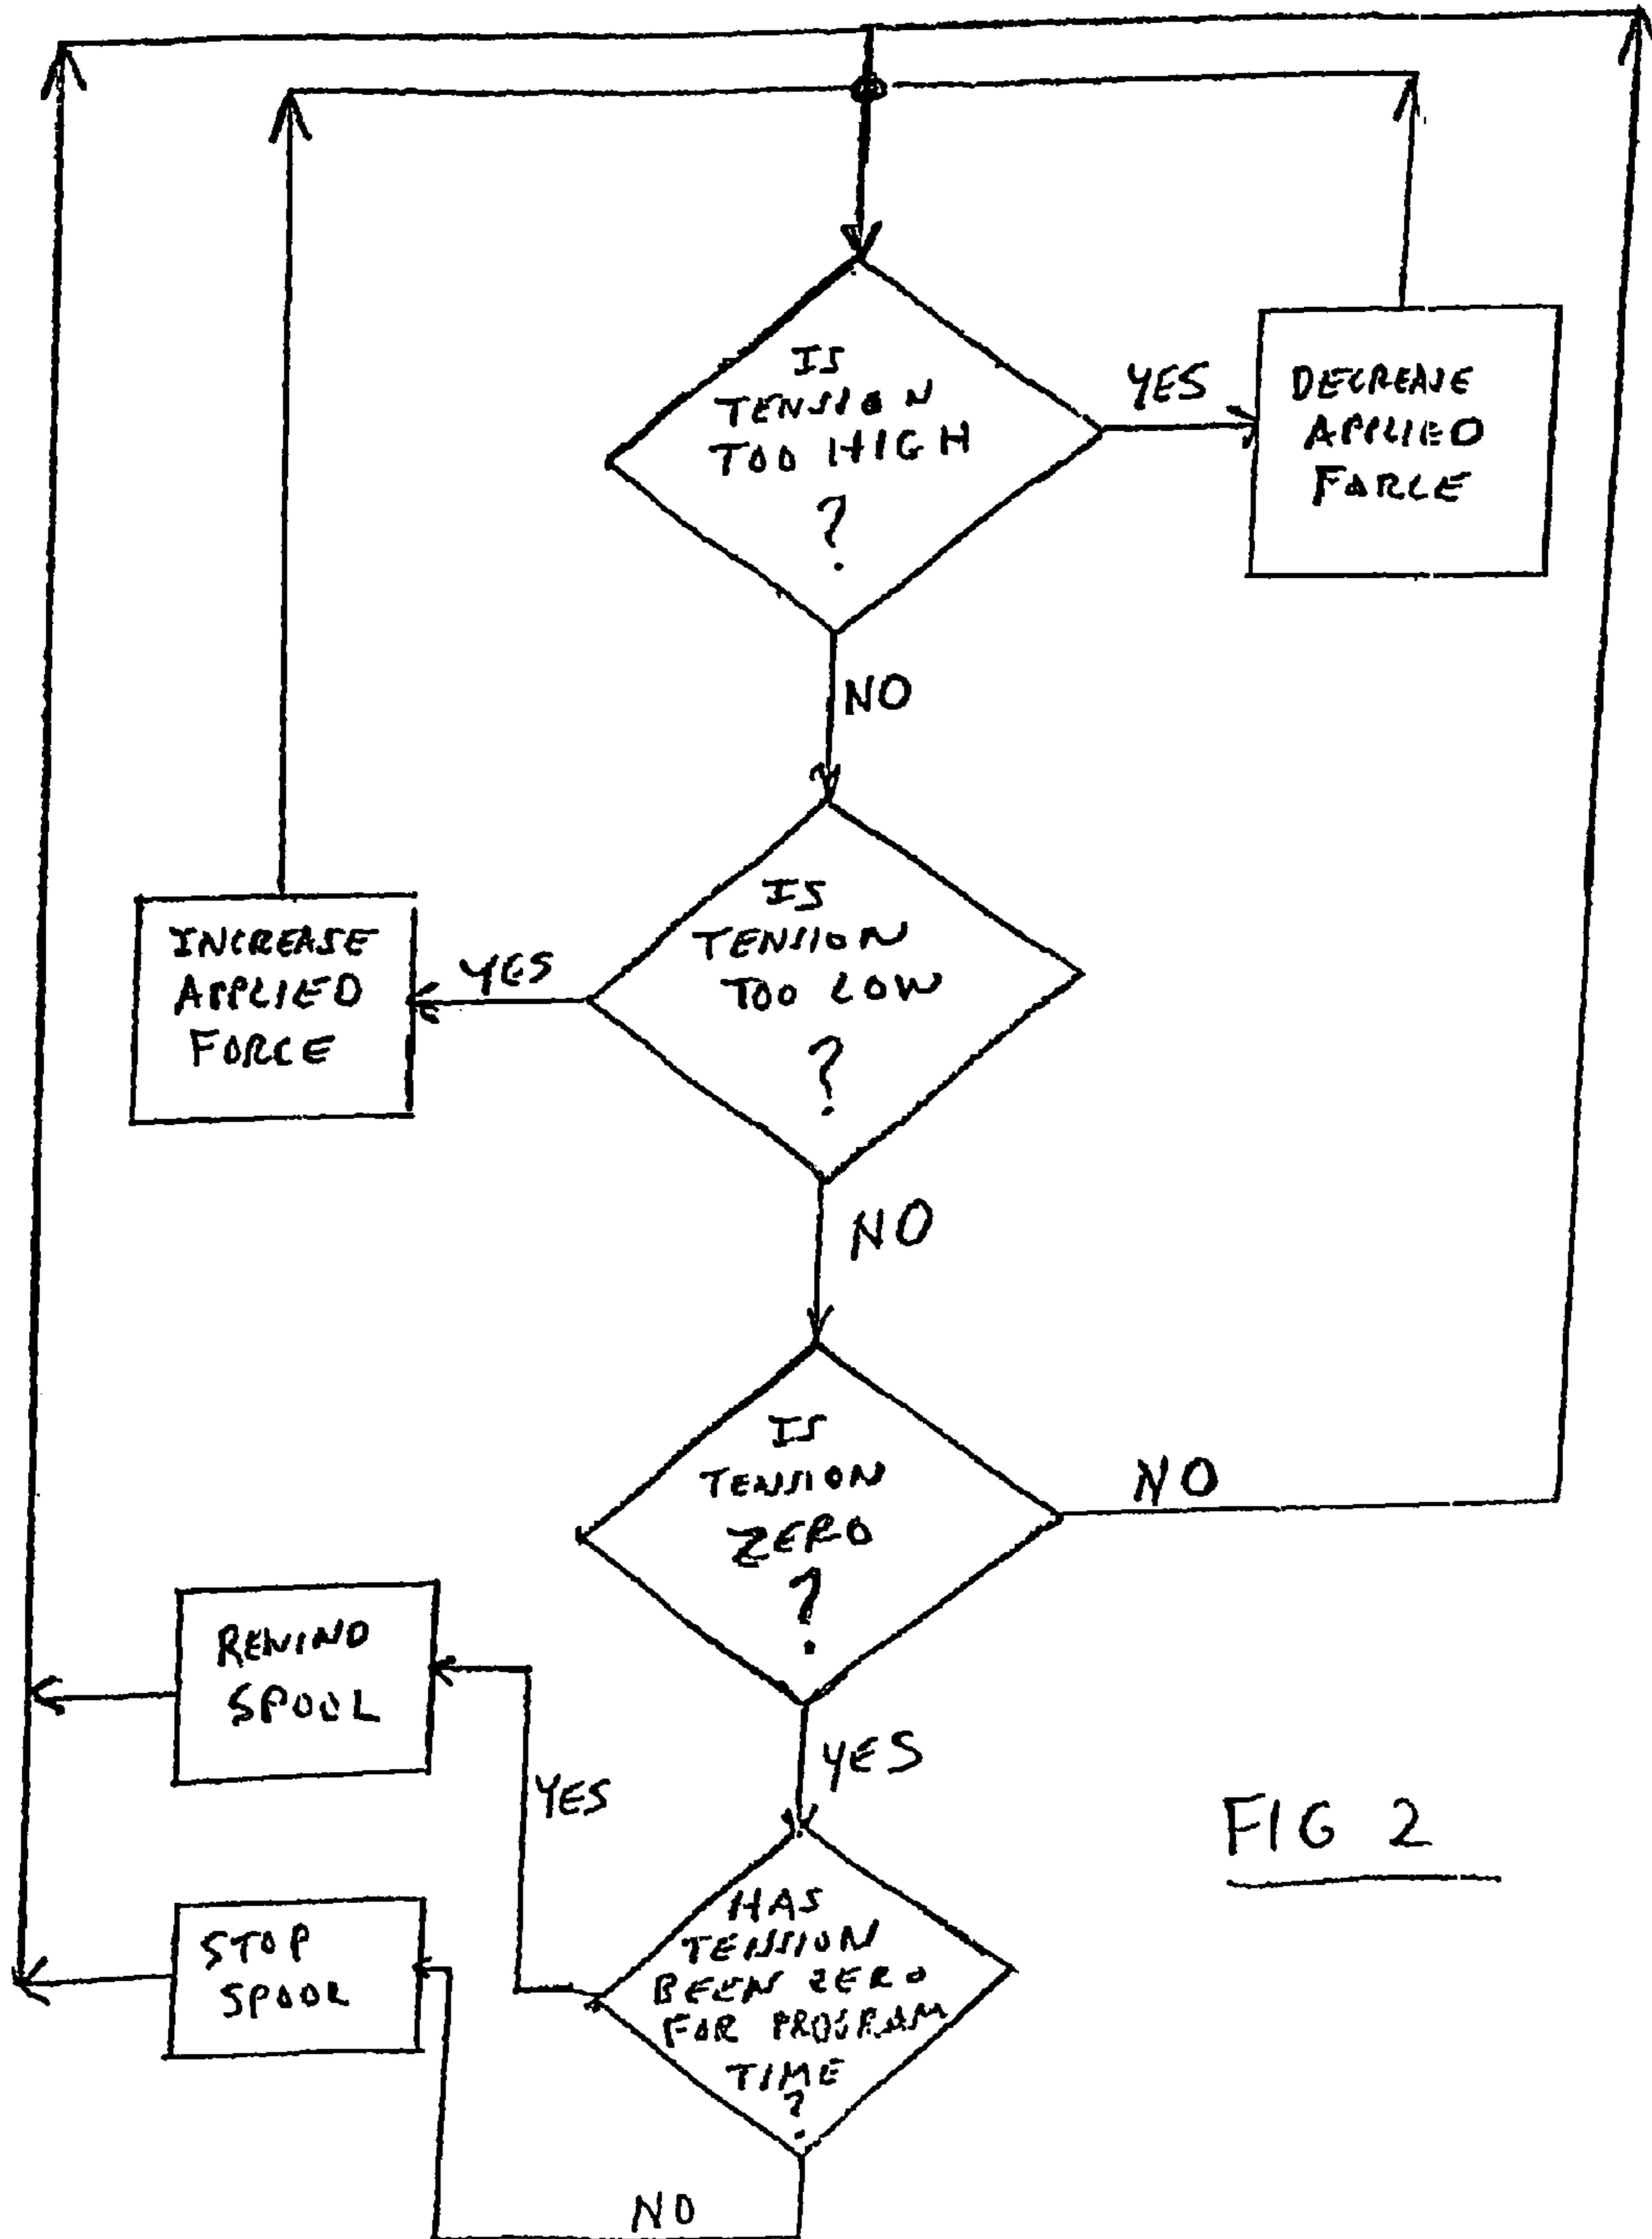 IS
TENSION
TOO HIGH
?
YES
DECREASE
APPLIED
FORCE
NO
IS
TENSION
TOO LOW
?
YES
INCREASE
APPLIED
FORCE
NO
IS
TENSION
ZERO
?
NO
YES
REWIND
SPOOL
YES
HAS
TENSION
BEEN ZERO
FOR PROGRAM
TIME
?
STOP
SPOOL
NO
FIG 2